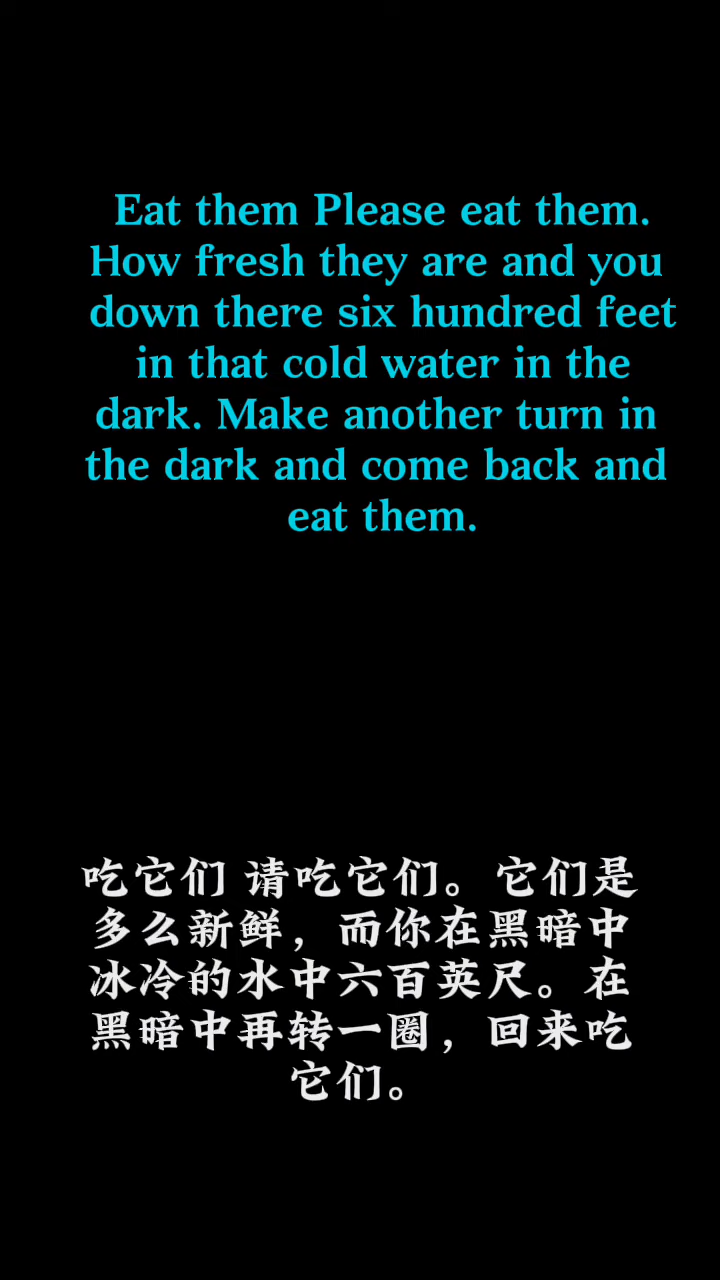 Eat them Please eat them.
How fresh they are and you
down there six hundred feet
in that cold water in the
dark. Make another turn in
the dark and come back and
eat them.
吃它们 请吃它们。它们是
多么新鲜，而你在黑暗中
冰冷的水中六百英尺。在
黑暗中再转一圈，回来吃
它们。